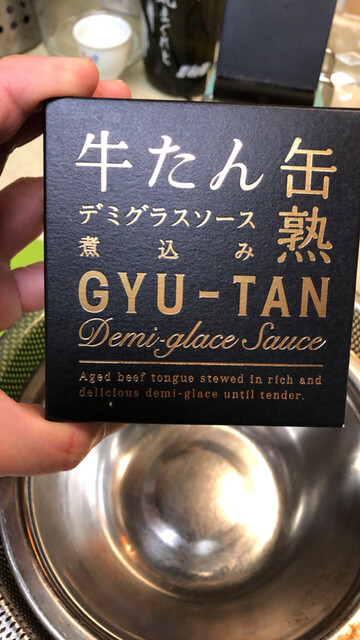 牛たん
缶熟
デミグラスソース
煮込み
GYU-TAN
Demi-glace Sauce
Aged beef tongue stewed in rich and
delicious demi-glace until tender.